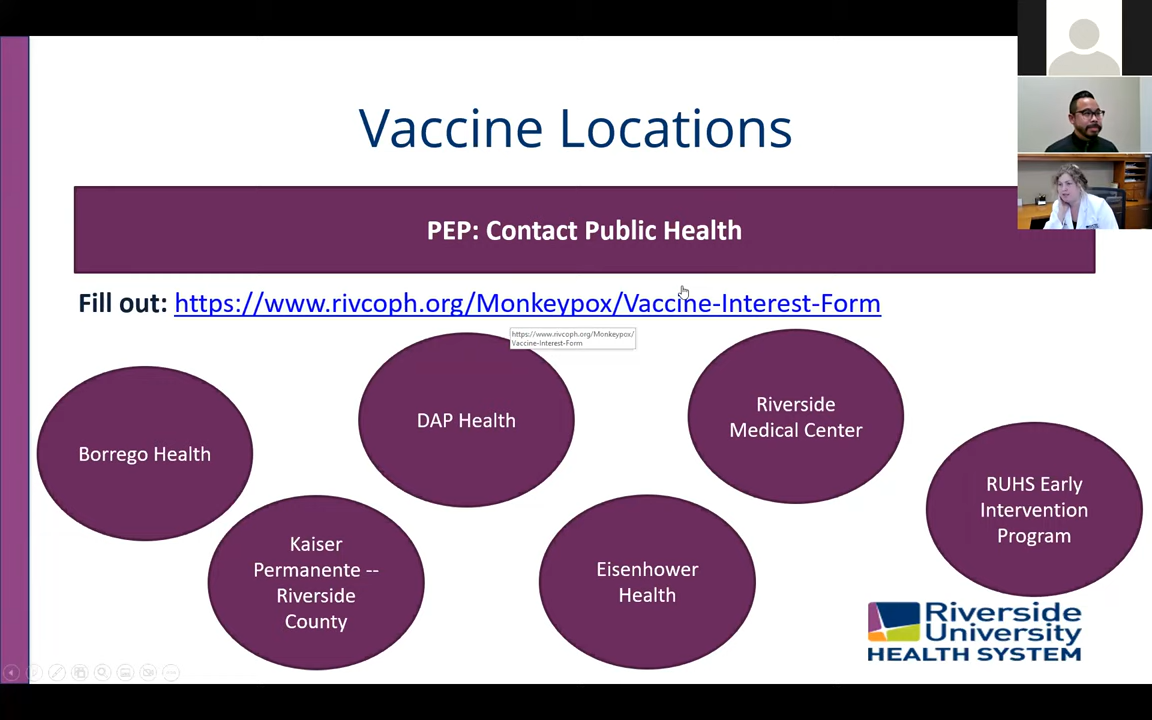 Vaccine Locations
PEP: Contact Public Health
Fill out: https://www.rivcoph.org/Monkeypox/Vaccine-Interest-Form
https://www.rivcoph.org/Monkeypox/
Vaccine-Interest-Form
Borrego Health
DAP Health
Riverside
Medical Center
RUHS Early
Intervention
Program
Kaiser
Permanente --
Riverside
County
Eisenhower
Health
Riverside
University
HEALTH SYSTEM